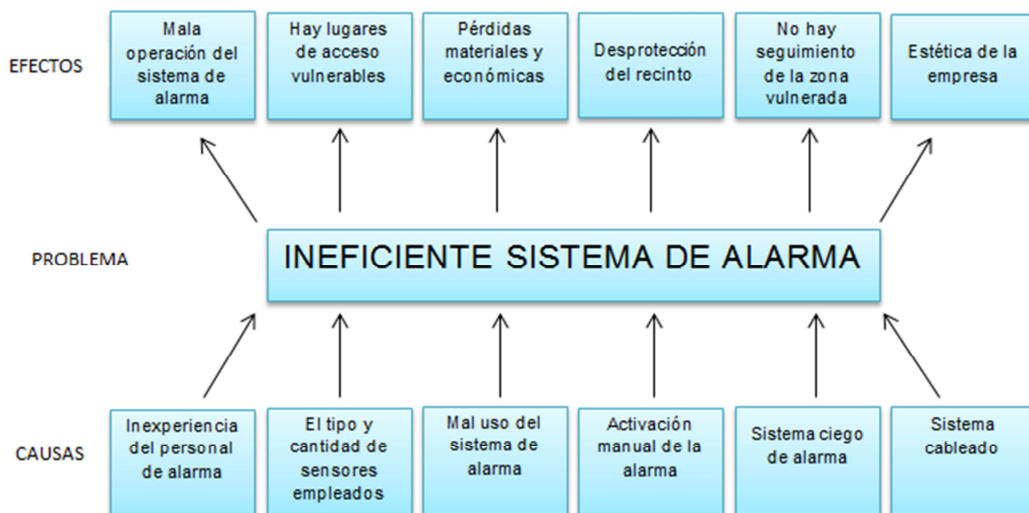 EFECTOS
Mala
operación del
sistema de
alarma
Hay lugares
de acceso
vulnerables
Pérdidas
materiales y
económicas
Desprotección
del recinto
No hay
seguimiento
de la zona
vulnerada
Estética de la
empresa
PROBLEMA
INEFICIENTE SISTEMA DE ALARMA
CAUSAS
Inexperiencia
del personal
de alarma
El tipo y
cantidad de
sensores
empleados
Mal uso del
sistema de
alarma
Activación
manual de la
alarma
Sistema ciego
de alarma
Sistema
cableado